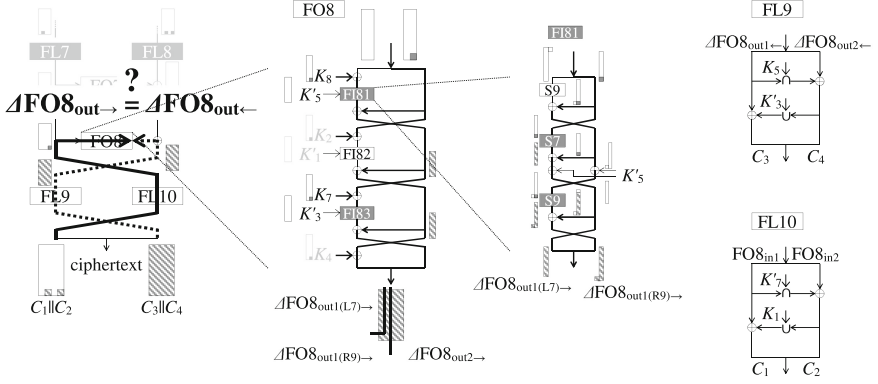 FL7
FL8
FO7
?
ΔFO8out→ = ΔFO8out←
FO8
FL9
FL10
ciphertext
C1||C2
C3||C4
FO8
K8
K'5
FI81
K2
K'1
FI82
K7
K'3
FI83
K4
ΔFO8out1(L7)→
ΔFO8out1(R9)→
ΔFO8out2→
FI81
S9
S7
K'5
S9
ΔFO8out1(L7)→
ΔFO8out1(R9)→
FL9
ΔFO8out1←
ΔFO8out2←
K5
∩
K'3
∪
C3
C4
FL10
FO8in1
FO8in2
K'7
∩
K1
∪
C1
C2